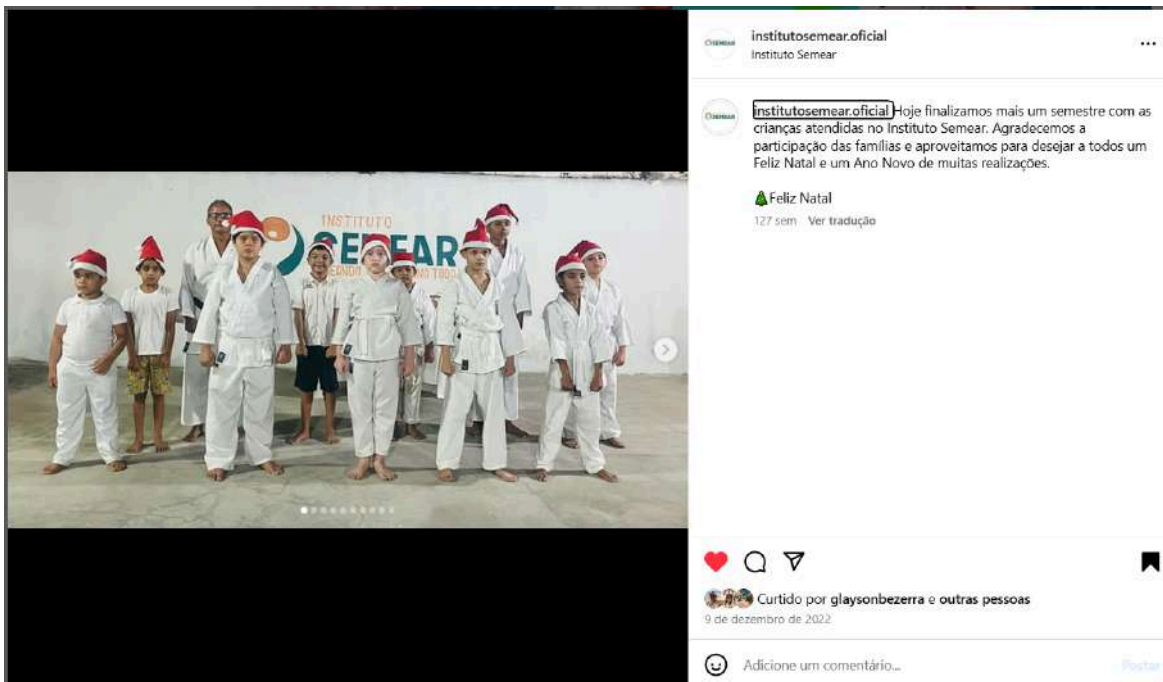 institutosemear.oficial
Instituto Semear
institutosemear.oficial Hoje finalizamos mais um semestre com as
crianças atendidas no Instituto Semear. Agradecemos a
participação das famílias e aproveitamos para desejar a todos um
Feliz Natal e um Ano Novo de muitas realizações.
Feliz Natal
127 sem Ver tradução
INSTITUTO
Curtido por glaysonbezerra e outras pessoas
9 de dezembro de 2022
Adicione um comentário...
Postar